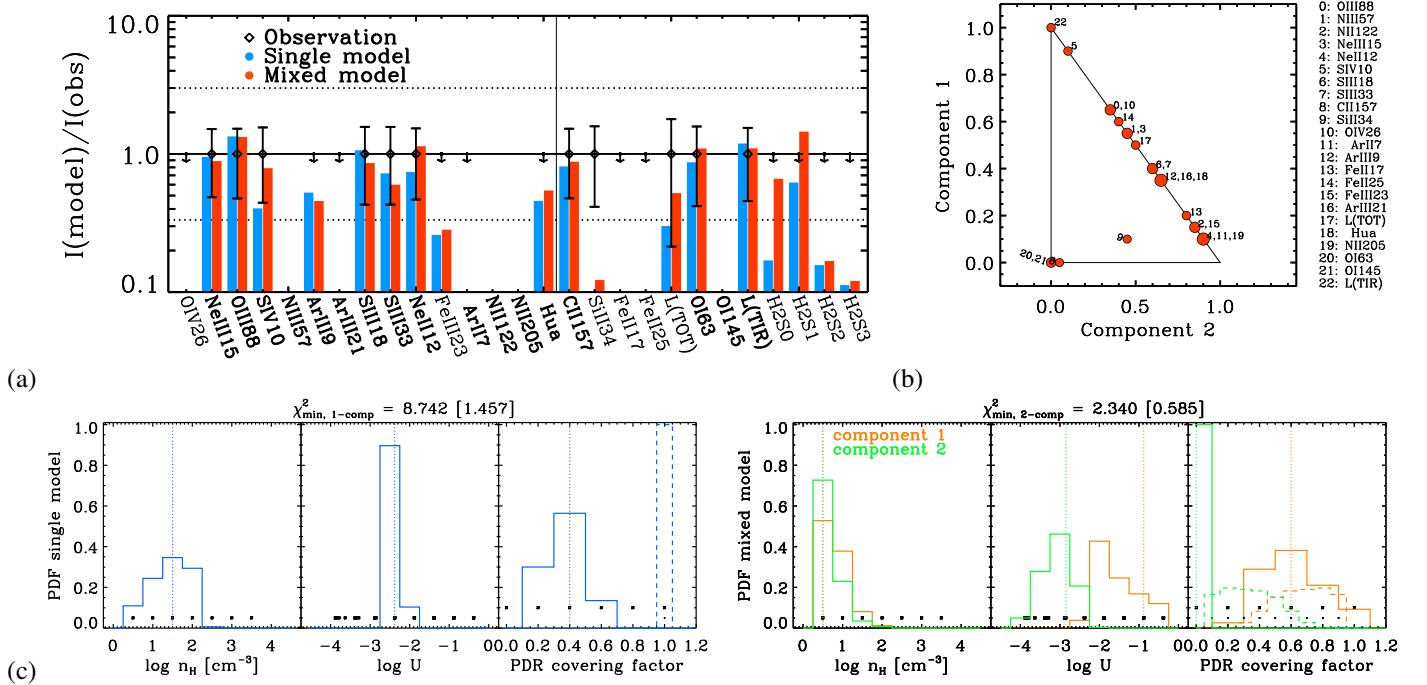 10.0
1.0
0.1
I(model)/I(obs)
Observation
Single model
Mixed model
OIV26
NeIII15
OIII88
SIV10
NIII57
ArIII9
ArIII21
SIII18
SIII33
NeII12
FeIII23
ArII7
NII122
NII205
Hua
CII157
SiII34
FeII17
FeII25
L(TOT)
OI63
OI145
L(TIR)
H2S0
H2S1
H2S2
H2S3
(a)
1.0
0.8
0.6
0.4
0.2
0.0
Component 1
22
5
0,10
14
1,3
17
6,7
12,16,18
13
2,15
4,11,19
9
0.0
0.5
1.0
Component 2
0: OIII88
1: NIII57
2: NII122
3: NeIII15
4: NeII12
5: SIV10
6: SIII18
7: SIII33
8: CII157
9: SiII34
10: OIV26
11: ArII7
12: ArIII9
13: FeII17
14: FeII25
15: FeIII23
16: ArIII21
17: L(TOT)
18: Hua
19: NII205
20: OI63
21: OI145
22: L(TIR)
(b)
χ²min, 1-comp = 8.742 [1.457]
PDF single model
1.0
0.8
0.6
0.4
0.2
0.0
0 1 2 3 4
log nH [cm⁻³]
−4 −3 −2 −1
log U
0.0 0.2 0.4 0.6 0.8 1.0 1.2
PDR covering factor
χ²min, 2-comp = 2.340 [0.585]
component 1
component 2
PDF mixed model
1.0
0.8
0.6
0.4
0.2
0.0
0 1 2 3 4
log nH [cm⁻³]
−4 −3 −2 −1
log U
0.0 0.2 0.4 0.6 0.8 1.0 1.2
PDR covering factor
(c)